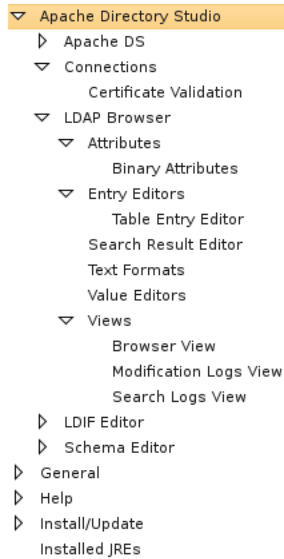 Apache Directory Studio
Apache DS
Connections
Certificate Validation
LDAP Browser
Attributes
Binary Attributes
Entry Editors
Table Entry Editor
Search Result Editor
Text Formats
Value Editors
Views
Browser View
Modification Logs View
Search Logs View
LDIF Editor
Schema Editor
General
Help
Install/Update
Installed JREs